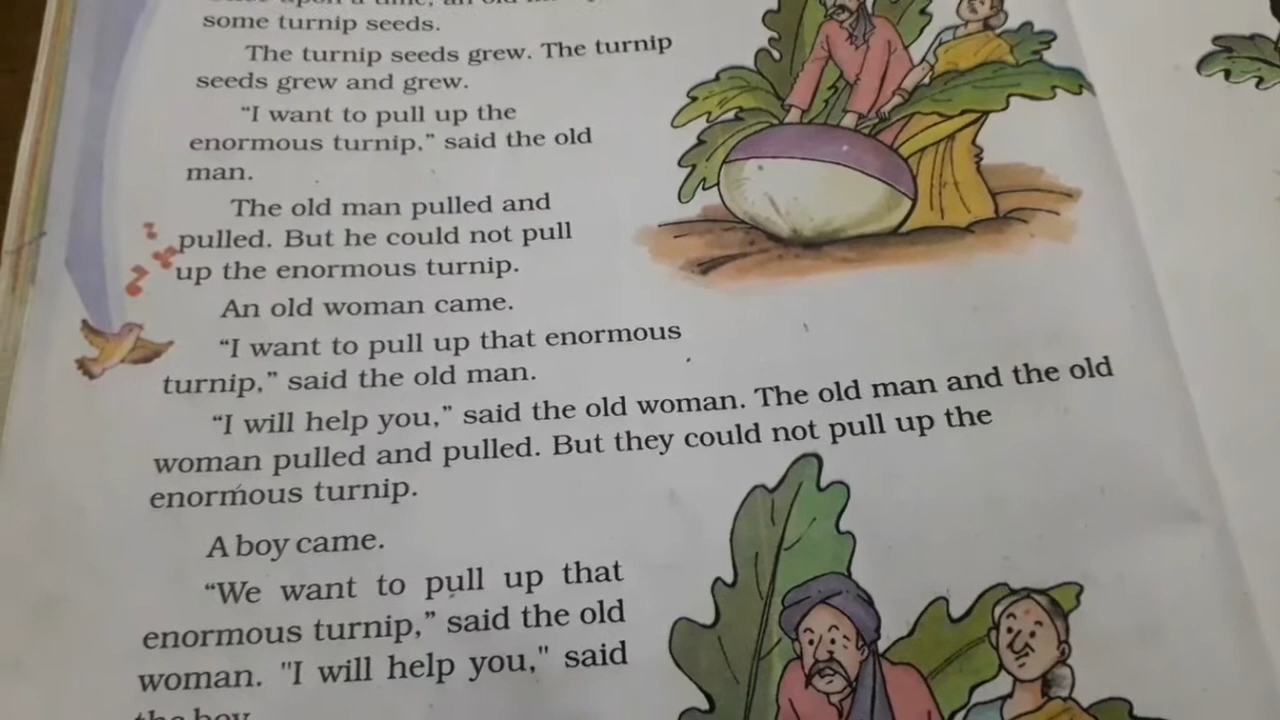 some turnip seeds.
The turnip seeds grew. The turnip
seeds grew and grew.
“I want to pull up the
enormous turnip,” said the old
man.
The old man pulled and
pulled. But he could not pull
up the enormous turnip.
An old woman came.
“I want to pull up that enormous
turnip,” said the old man.
“I will help you,” said the old woman. The old man and the old
woman pulled and pulled. But they could not pull up the
enormous turnip.
A boy came.
“We want to pull up that
enormous turnip,” said the old
woman. "I will help you," said
the boy